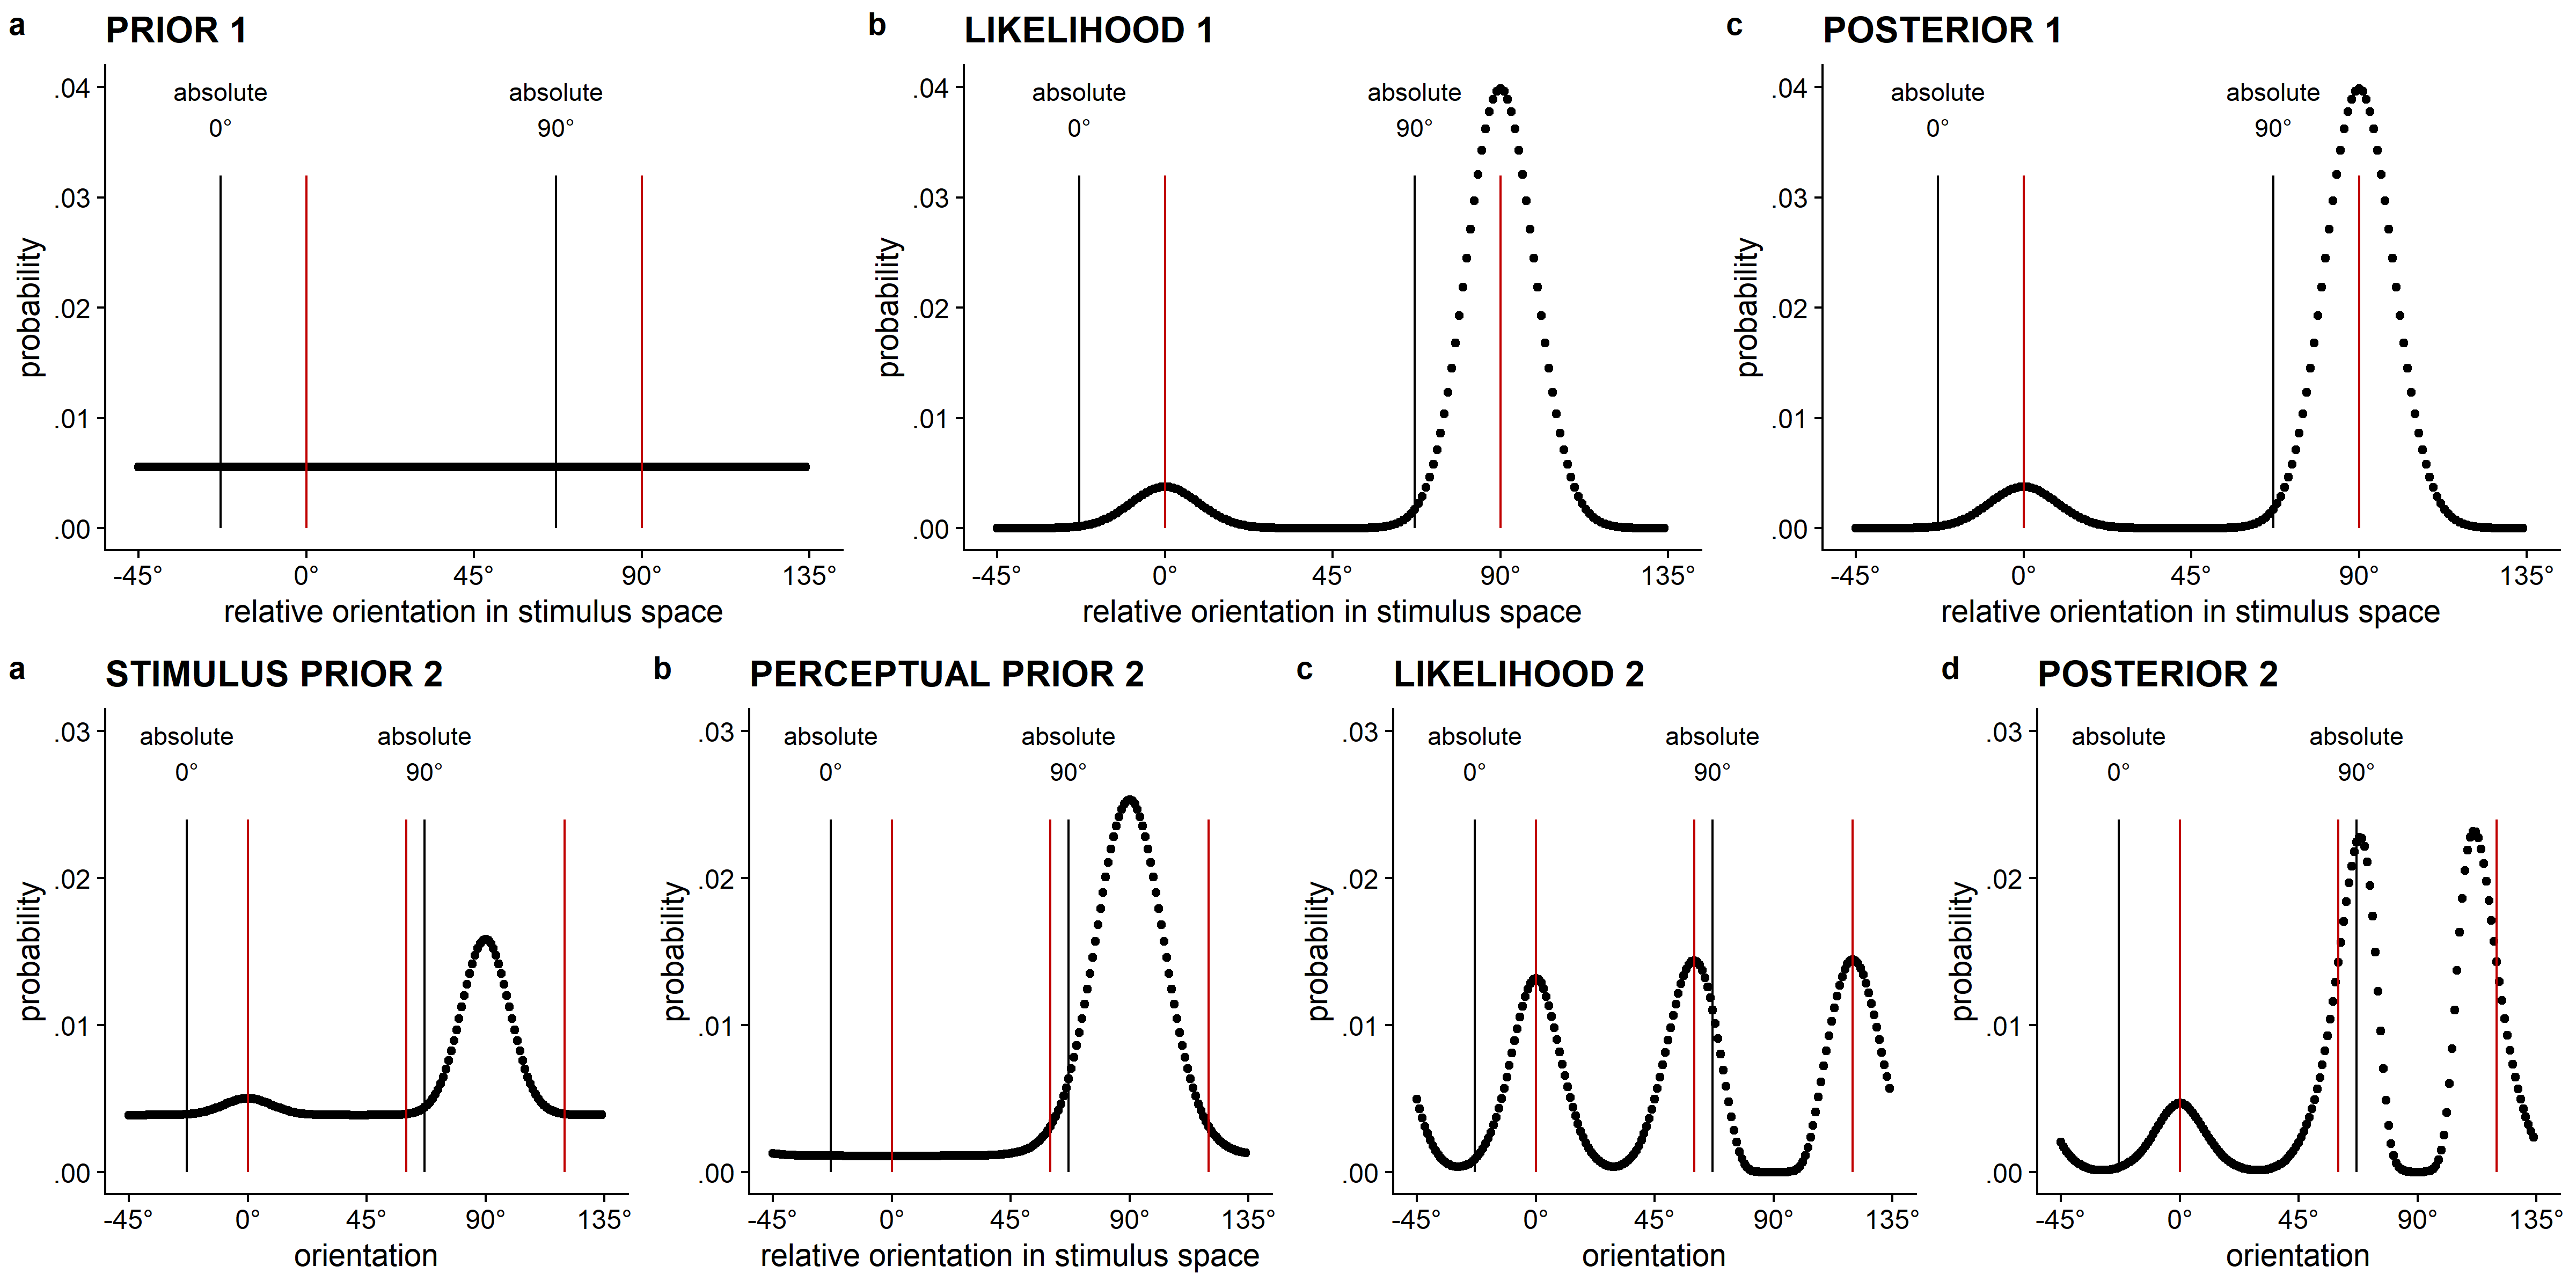 a PRIOR 1
absolute 0°
absolute 90°
.04
.03
.02
.01
.00
probability
-45° 0° 45° 90° 135°
relative orientation in stimulus space
b LIKELIHOOD 1
absolute 0°
absolute 90°
.04
.03
.02
.01
.00
probability
-45° 0° 45° 90° 135°
relative orientation in stimulus space
c POSTERIOR 1
absolute 0°
absolute 90°
.04
.03
.02
.01
.00
probability
-45° 0° 45° 90° 135°
relative orientation in stimulus space
a STIMULUS PRIOR 2
absolute 0°
absolute 90°
.03
.02
.01
.00
probability
-45° 0° 45° 90° 135°
orientation
b PERCEPTUAL PRIOR 2
absolute 0°
absolute 90°
.03
.02
.01
.00
probability
-45° 0° 45° 90° 135°
relative orientation in stimulus space
c LIKELIHOOD 2
absolute 0°
absolute 90°
.03
.02
.01
.00
probability
-45° 0° 45° 90° 135°
orientation
d POSTERIOR 2
absolute 0°
absolute 90°
.03
.02
.01
.00
probability
-45° 0° 45° 90° 135°
orientation